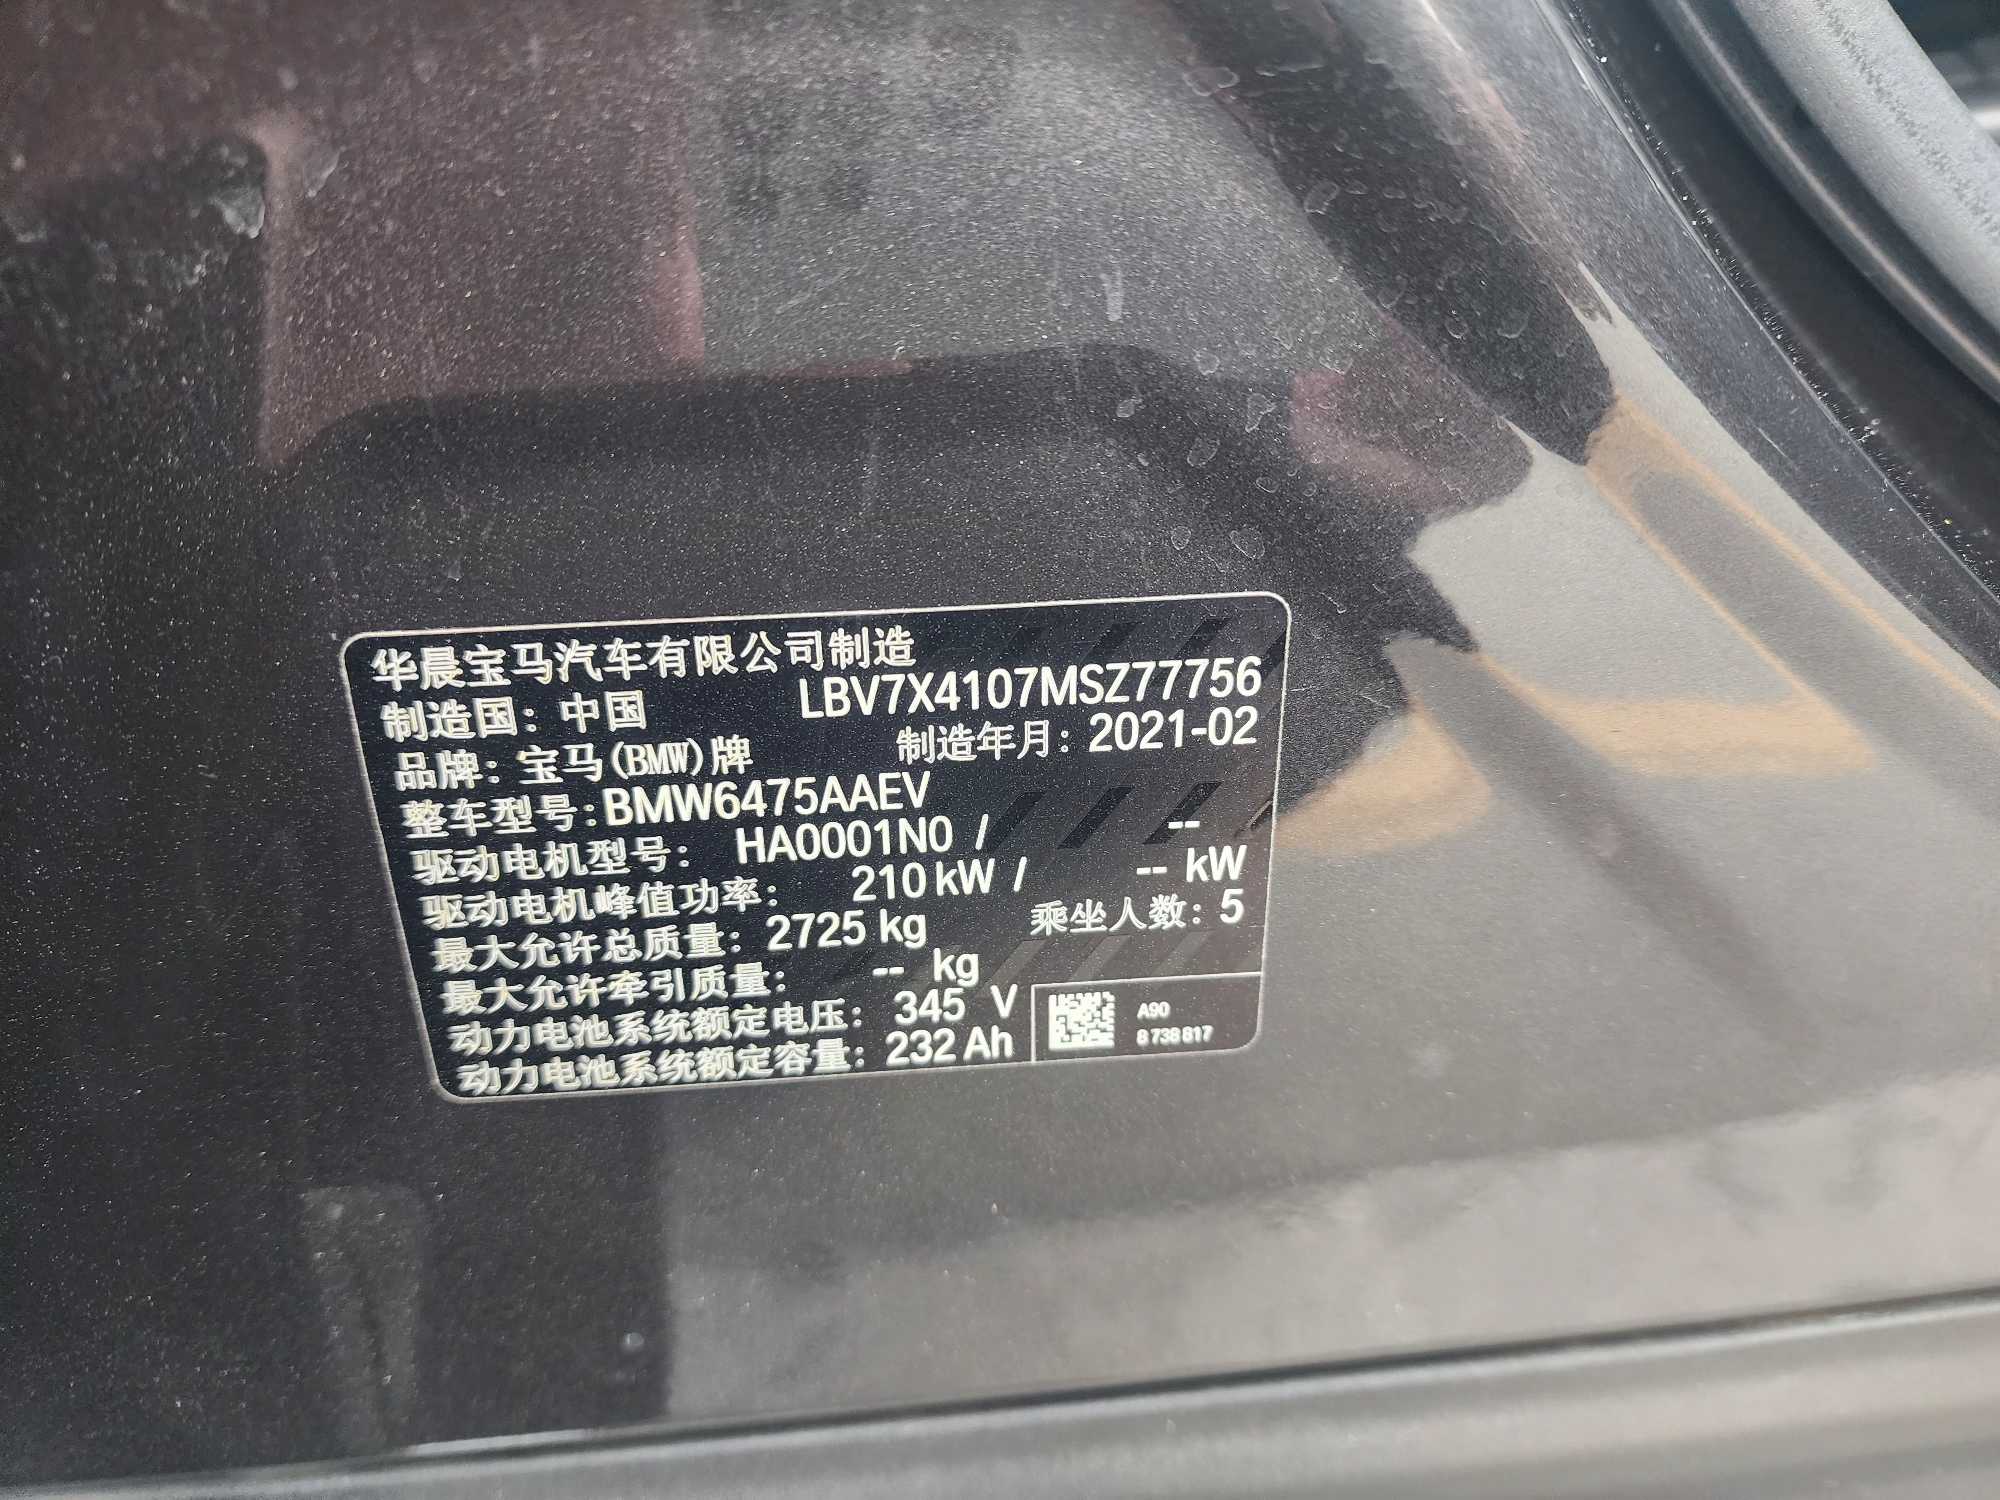 华晨宝马汽车有限公司制造
LBV7X4107MSZ77756
制造国：中国
制造年月：2021-02
品牌：宝马(BMW)牌
整车型号：BMW6475AAEV
驱动电机型号： HA0001N0 / --
驱动电机峰值功率： 210 kW / -- kW
最大允许总质量：2725 kg 乘坐人数：5
最大允许牵引质量： -- kg
动力电池系统额定电压： 345 V
动力电池系统额定容量：232 Ah
A90
8 738 817